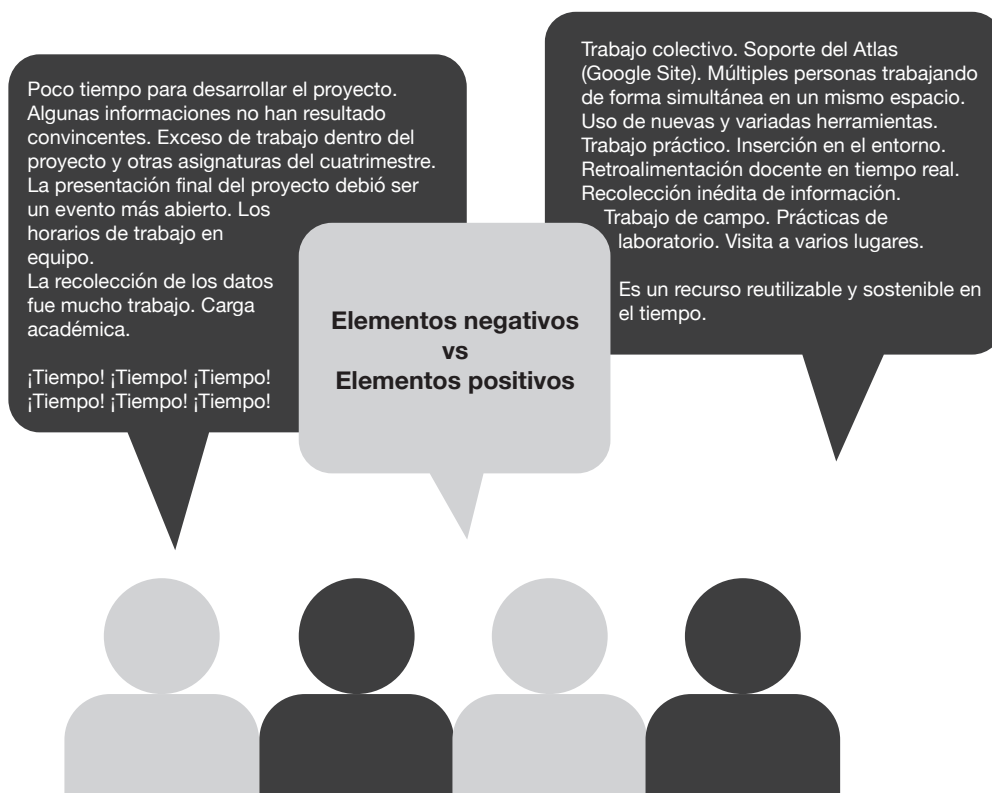 Poco tiempo para desarrollar el proyecto.
Algunas informaciones no han resultado
convincentes. Exceso de trabajo dentro del
proyecto y otras asignaturas del cuatrimestre.
La presentación final del proyecto debió ser
un evento más abierto. Los
horarios de trabajo en
equipo.
La recolección de los datos
fue mucho trabajo. Carga
académica.
¡Tiempo! ¡Tiempo! ¡Tiempo!
¡Tiempo! ¡Tiempo! ¡Tiempo!
Elementos negativos
vs
Elementos positivos
Trabajo colectivo. Soporte del Atlas
(Google Site). Múltiples personas trabajando
de forma simultánea en un mismo espacio.
Uso de nuevas y variadas herramientas.
Trabajo práctico. Inserción en el entorno.
Retroalimentación docente en tiempo real.
Recolección inédita de información.
Trabajo de campo. Prácticas de
laboratorio. Visita a varios lugares.
Es un recurso reutilizable y sostenible en
el tiempo.